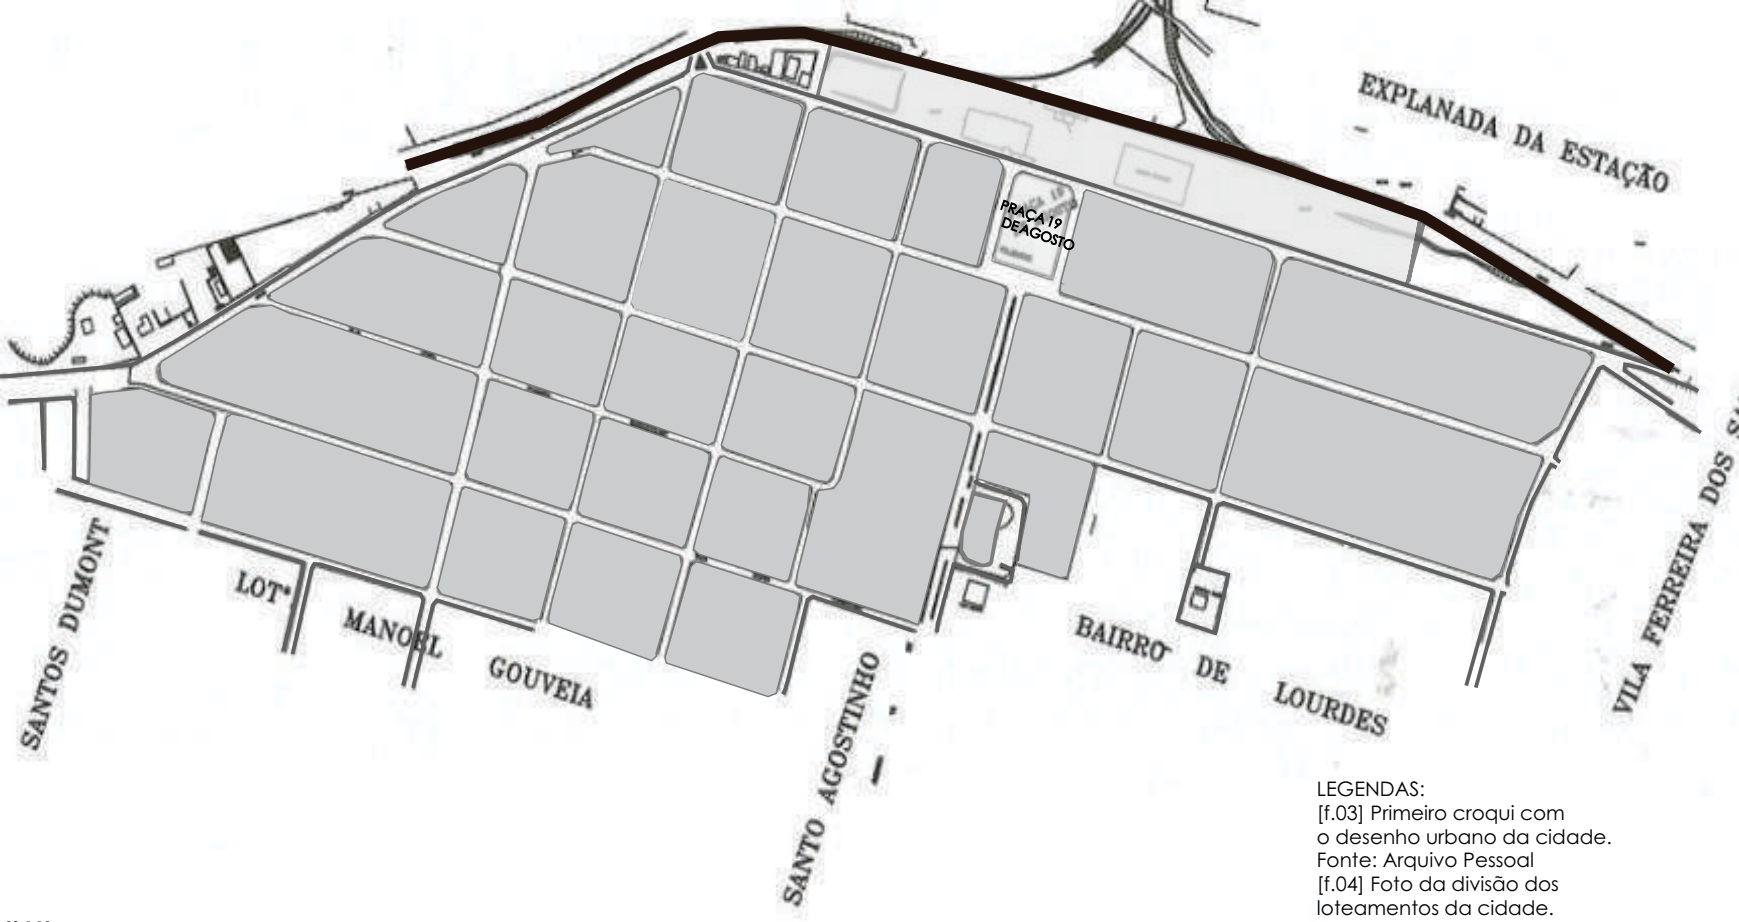 EXPLANADA DA ESTAÇÃO
PRAÇA 19
DE AGOSTO
SANTOS DUMONT
LOTº
MANOEL
GOUVEIA
SANTO AGOSTINHO
BAIRRO DE
LOURDES
VILA FERREIRA DOS
LEGENDAS:
[f.03] Primeiro croqui com
o desenho urbano da cidade.
Fonte: Arquivo Pessoal
[f.04] Foto da divisão dos
loteamentos da cidade.